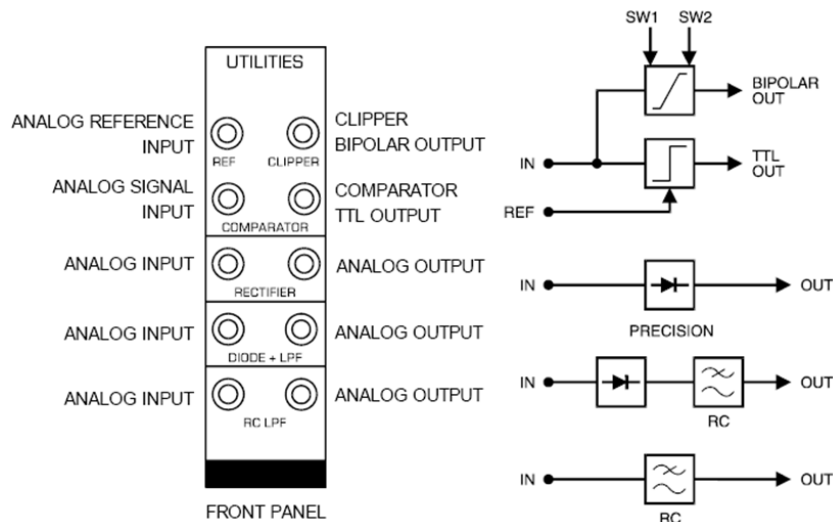 UTILITIES
ANALOG REFERENCE
INPUT
REF
CLIPPER
CLIPPER
BIPOLAR OUTPUT
ANALOG SIGNAL
INPUT
COMPARATOR
COMPARATOR
TTL OUTPUT
ANALOG INPUT
RECTIFIER
ANALOG OUTPUT
ANALOG INPUT
DIODE + LPF
ANALOG OUTPUT
ANALOG INPUT
RC LPF
ANALOG OUTPUT
FRONT PANEL
SW1 SW2
BIPOLAR
OUT
IN
TTL
OUT
REF
IN
OUT
PRECISION
IN
OUT
RC
IN
OUT
RC